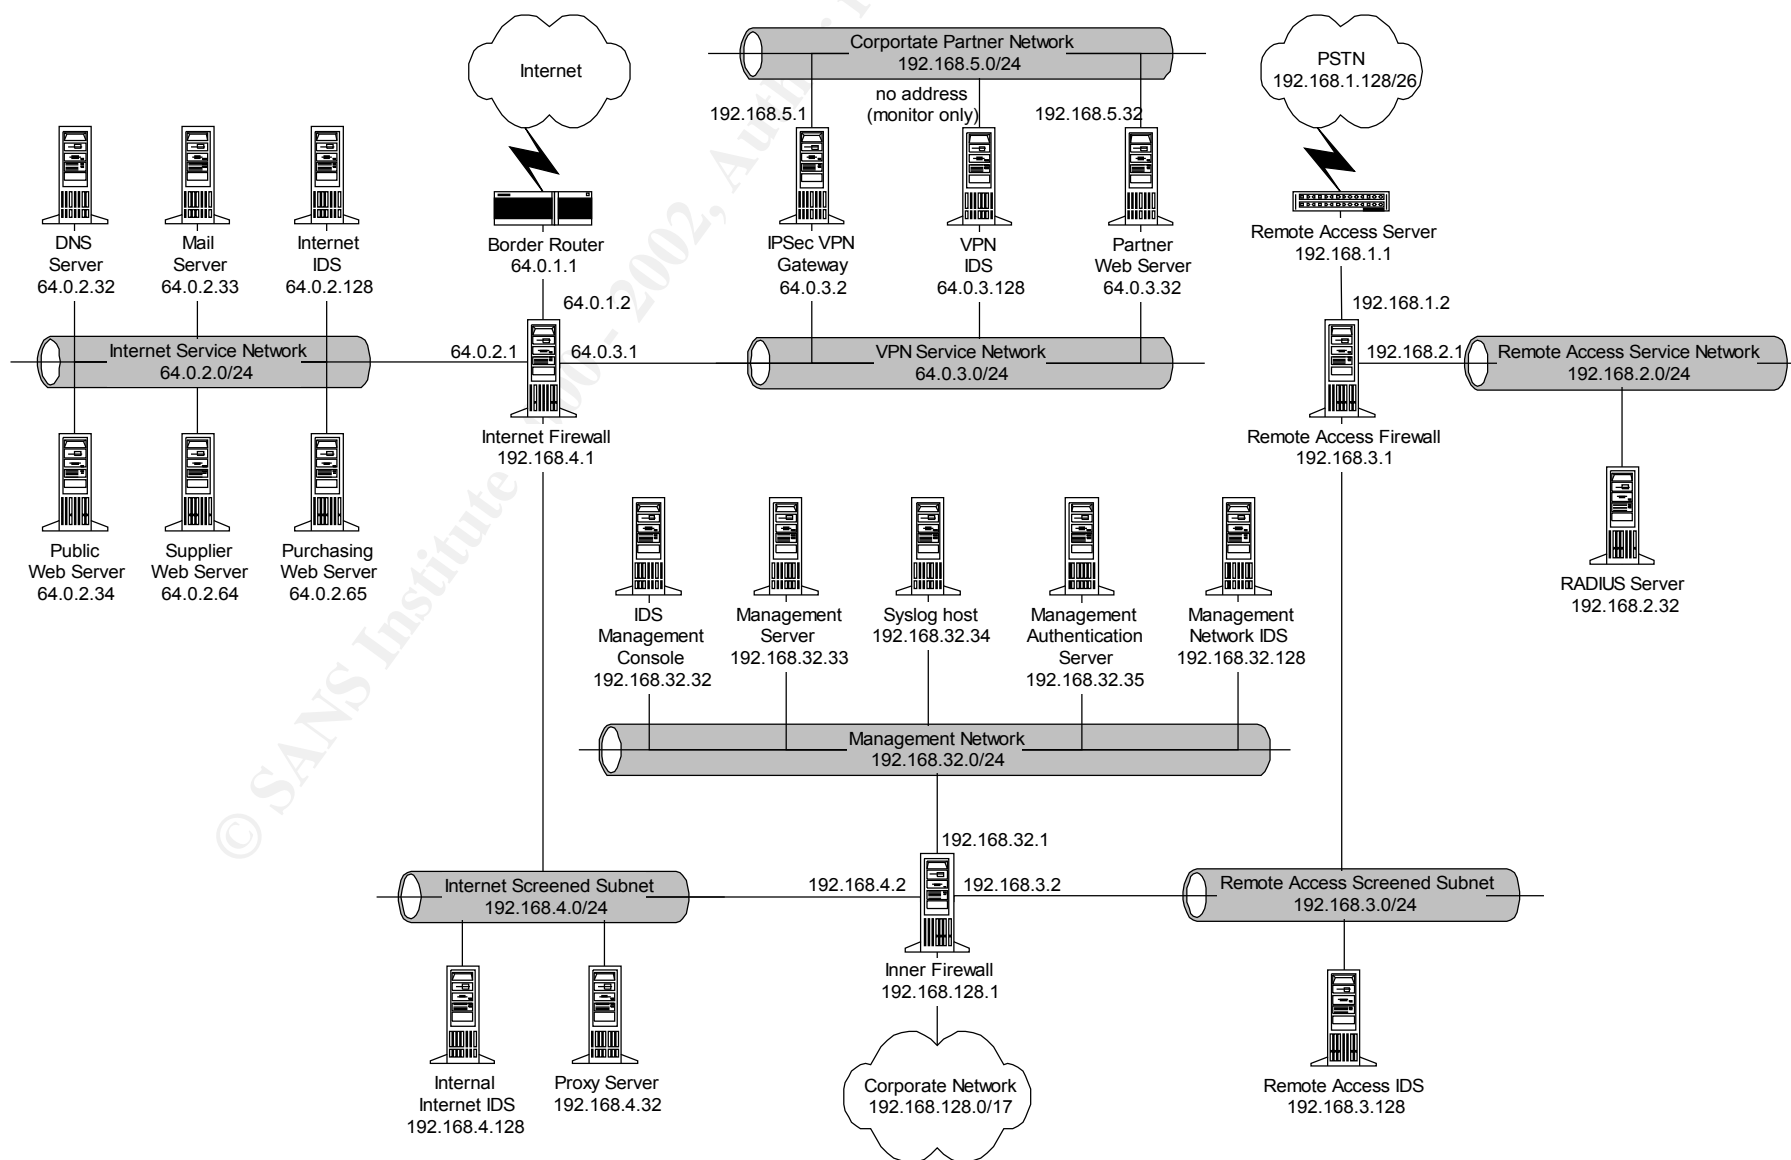 Internet
Corportate Partner Network
192.168.5.0/24
PSTN
192.168.1.128/26
192.168.5.1
no address
(monitor only)
192.168.5.32
DNS
Server
64.0.2.32
Mail
Server
64.0.2.33
Internet
IDS
64.0.2.128
Border Router
64.0.1.1
IPSec VPN
Gateway
64.0.3.2
VPN
IDS
64.0.3.128
Partner
Web Server
64.0.3.32
Remote Access Server
192.168.1.1
64.0.1.2
192.168.1.2
Internet Service Network
64.0.2.0/24
64.0.2.1
64.0.3.1
VPN Service Network
64.0.3.0/24
192.168.2.1
Remote Access Service Network
192.168.2.0/24
Internet Firewall
192.168.4.1
Remote Access Firewall
192.168.3.1
Public
Web Server
64.0.2.34
Supplier
Web Server
64.0.2.64
Purchasing
Web Server
64.0.2.65
RADIUS Server
192.168.2.32
IDS
Management
Console
192.168.32.32
Management
Server
192.168.32.33
Syslog host
192.168.32.34
Management
Authentication
Server
192.168.32.35
Management
Network IDS
192.168.32.128
Management Network
192.168.32.0/24
192.168.32.1
Internet Screened Subnet
192.168.4.0/24
192.168.4.2
192.168.3.2
Remote Access Screened Subnet
192.168.3.0/24
Inner Firewall
192.168.128.1
Internal
Internet IDS
192.168.4.128
Proxy Server
192.168.4.32
Corporate Network
192.168.128.0/17
Remote Access IDS
192.168.3.128
© SANS Institute 2000 - 2002, Author